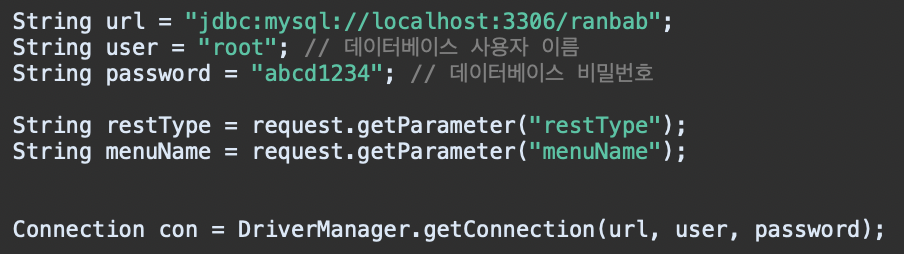 String url = "jdbc:mysql://localhost:3306/ranbab";
String user = "root"; // 데이터베이스 사용자 이름
String password = "abcd1234"; // 데이터베이스 비밀번호
String restType = request.getParameter("restType");
String menuName = request.getParameter("menuName");
Connection con = DriverManager.getConnection(url, user, password);